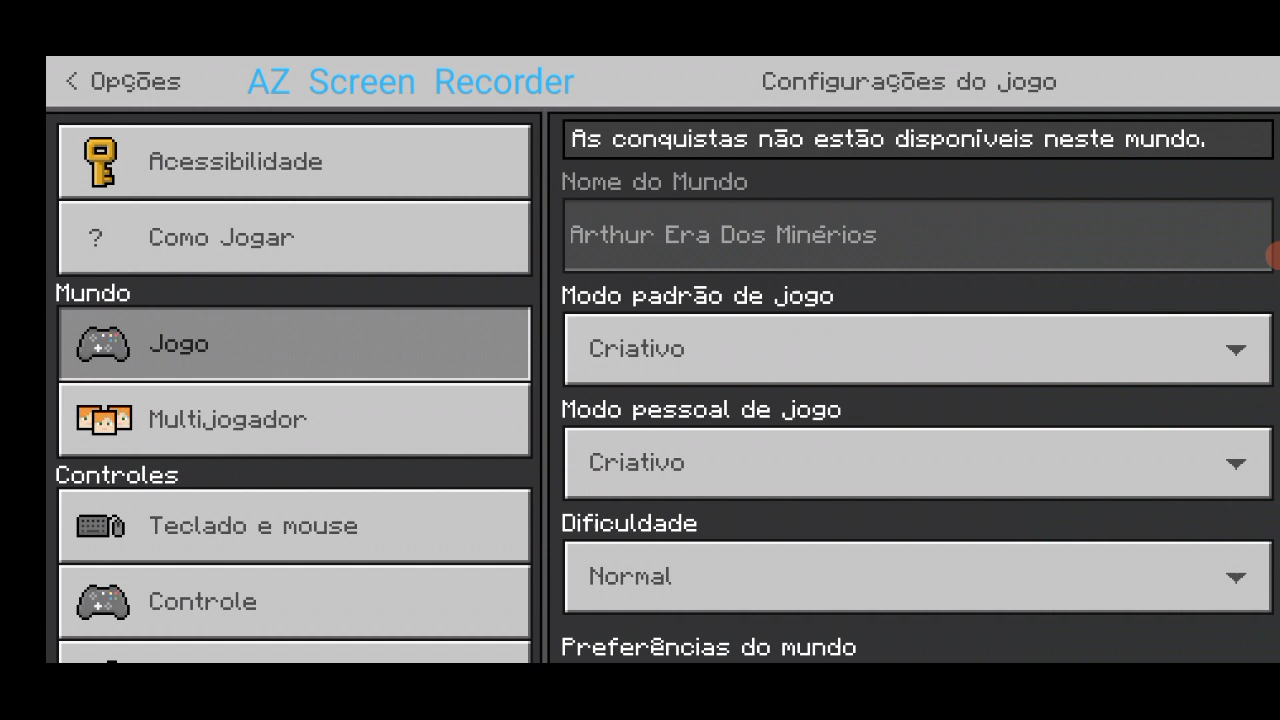 < Opções
AZ Screen Recorder
Configurações do jogo
Acessibilidade
? Como Jogar
Mundo
Jogo
Multijogador
Controles
Teclado e mouse
Controle
As conquistas não estão disponíveis neste mundo.
Nome do Mundo
Arthur Era Dos Minérios
Modo padrão de jogo
Criativo
Modo pessoal de jogo
Criativo
Dificuldade
Normal
Preferências do mundo